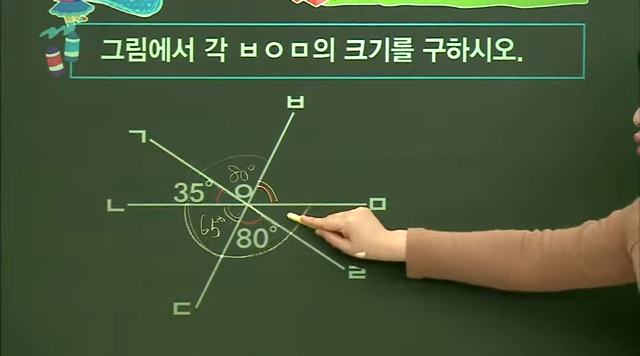 그림에서 각 ㅂㅇㅁ의 크기를 구하시오.
ㅂ
ㄱ
80°
35° ㅇ
ㄴ ㅁ
65° 80°
ㄹ
ㄷ